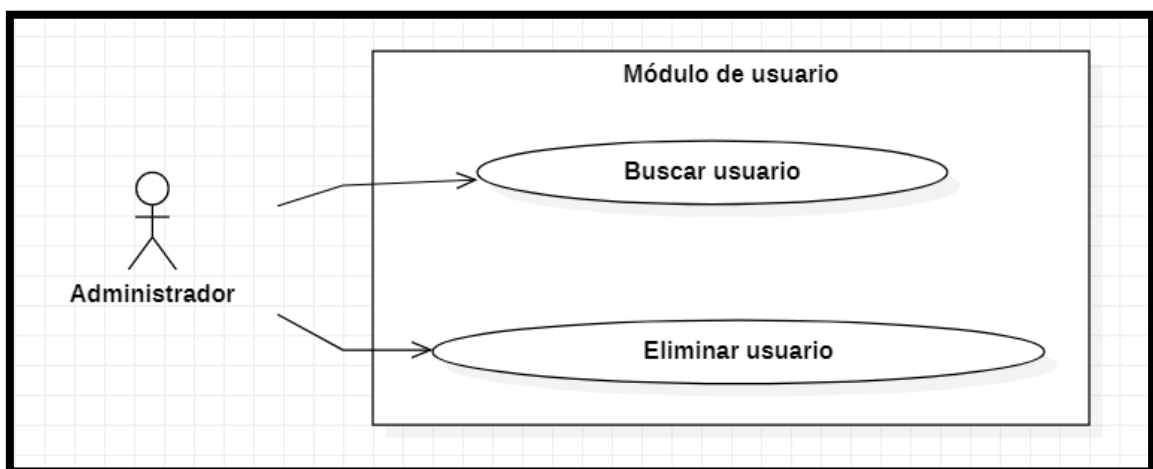 Módulo de usuario
Buscar usuario
Administrador
Eliminar usuario